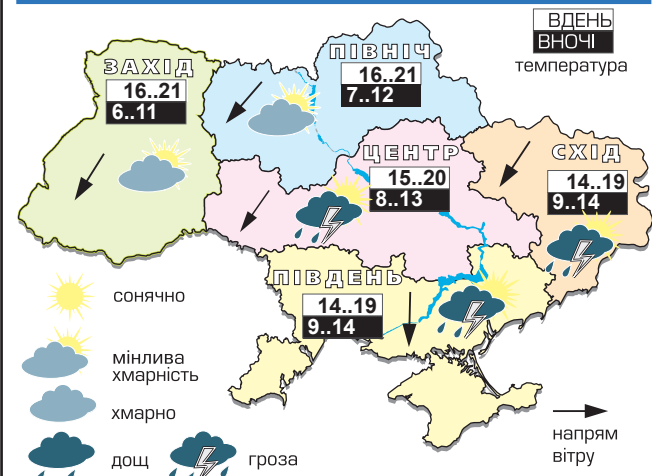 ВДЕНЬ
ВНОЧІ
температура
ПІВНІЧ
16..21
7..12
ЗАХІД
16..21
6..11
ЦЕНТР
15..20
8..13
СХІД
14..19
9..14
ПІВДЕНЬ
14..19
9..14
сонячно
мінлива
хмарність
хмарно
дощ
гроза
напрям
вітру